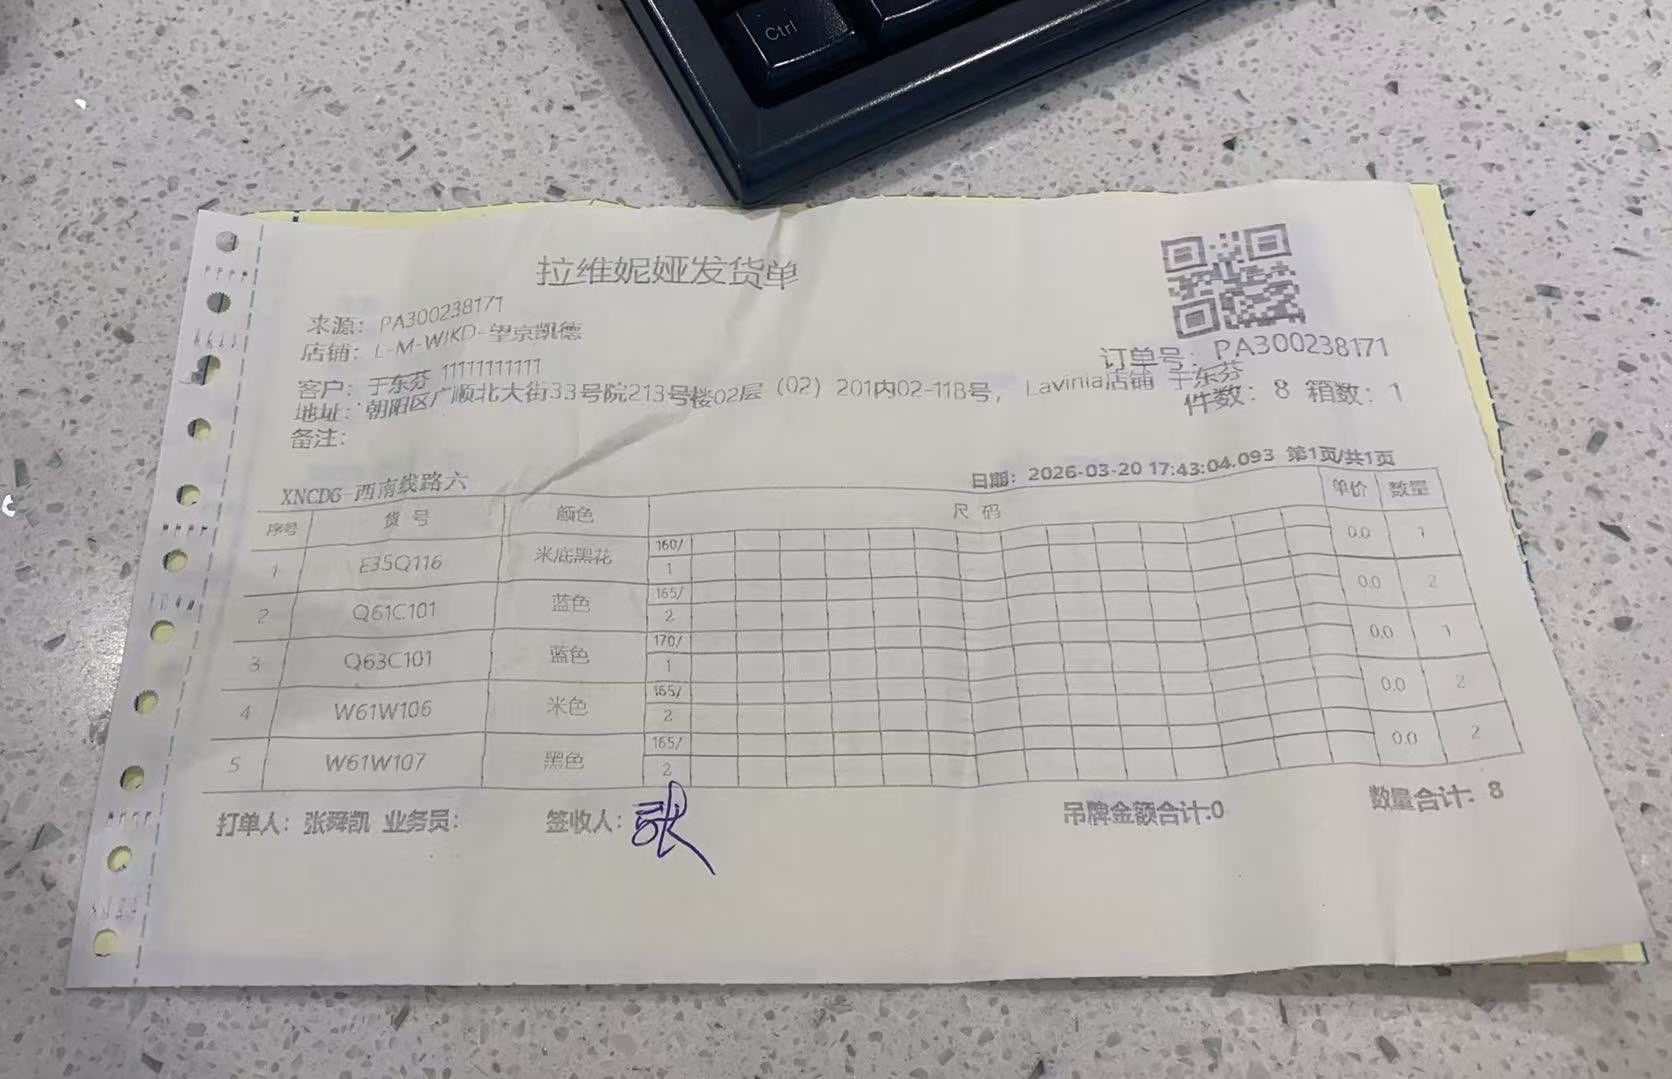 Ctrl
拉维妮娅发货单
来源：PA300238171
店铺：L-M-WJKD-望京凯德
订单号：PA300238171
客户：于东芬 11111111111
地址：朝阳区广顺北大街33号院213号楼02层（02）201内02-11B号，Lavinia店铺 于东芬
件数：8 箱数：1
备注：
XNCDG-西南线路六
日期：2026-03-20 17:43:04.093 第1页/共1页
序号 货号 颜色 尺码 单价 数量
1 E35Q116 米底黑花 160/ 1 0.0 1
2 Q61C101 蓝色 165/ 2 0.0 2
3 Q63C101 蓝色 170/ 1 0.0 1
4 W61W106 米色 165/ 2 0.0 2
5 W61W107 黑色 165/ 2 0.0 2
打单人：张舜凯 业务员： 签收人：张 吊牌金额合计:0 数量合计：8